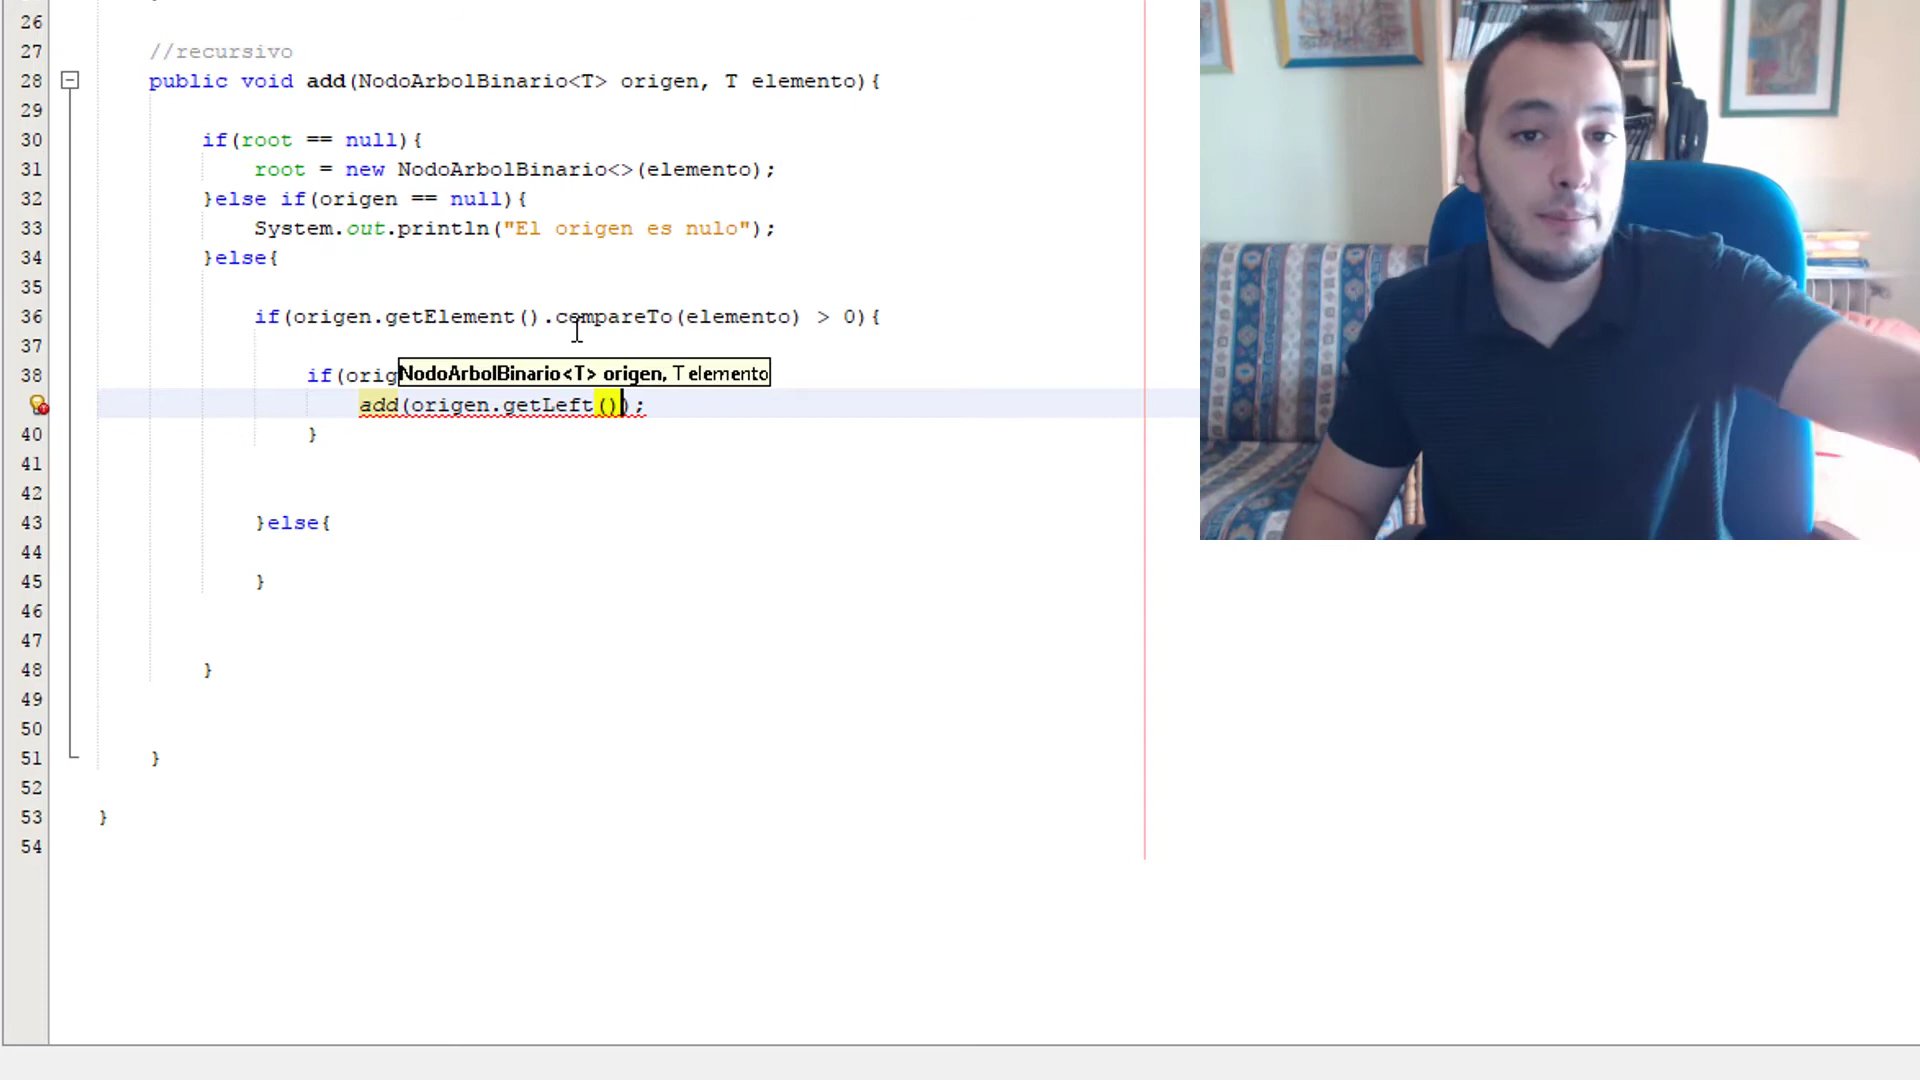 26
27 //recursivo
28 public void add(NodoArbolBinario<T> origen, T elemento){
29
30 if(root == null){
31 root = new NodoArbolBinario<>(elemento);
32 }else if(origen == null){
33 System.out.println("El origen es nulo");
34 }else{
35
36 if(origen.getElement().compareTo(elemento) > 0){
37
38 if(orig
NodoArbolBinario<T> origen, T elemento
add(origen.getLeft());
40 }
41
42
43 }else{
44
45 }
46
47
48 }
49
50
51 }
52
53 }
54